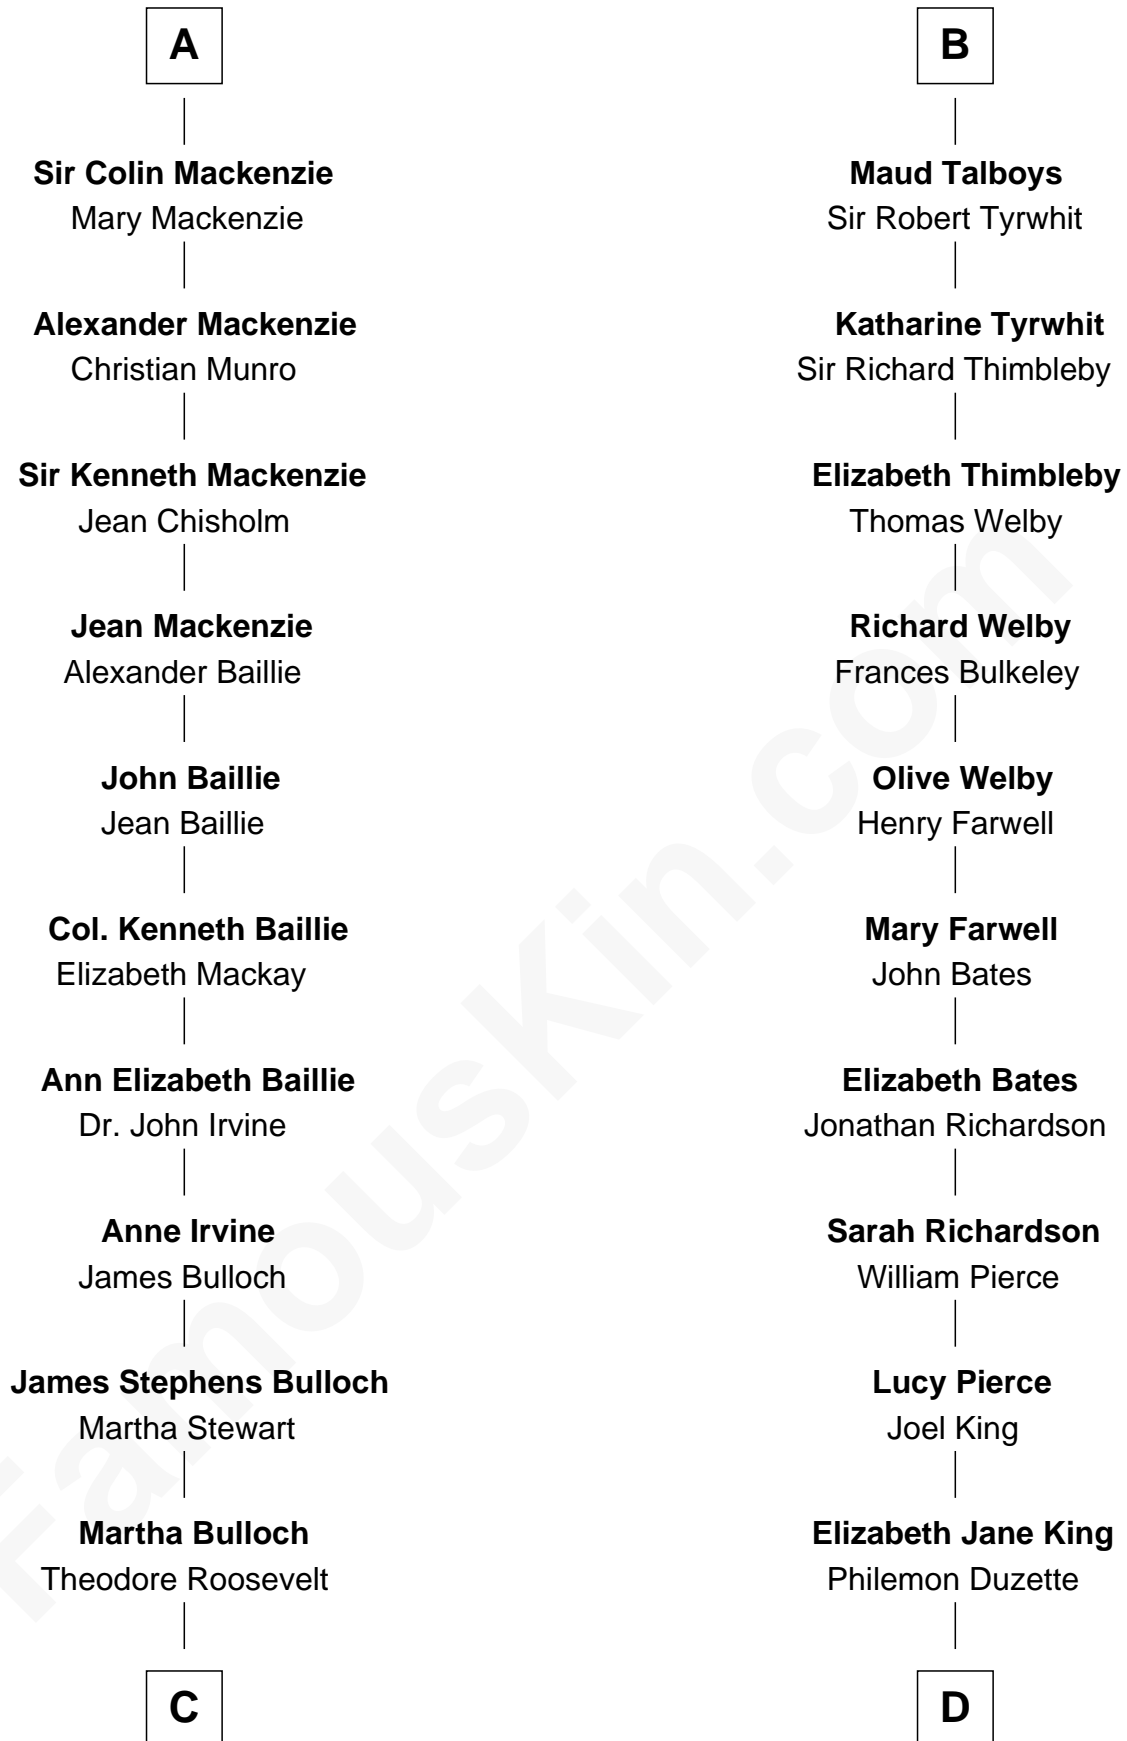 A
Sir Colin Mackenzie
Mary Mackenzie
Alexander Mackenzie
Christian Munro
Sir Kenneth Mackenzie
Jean Chisholm
Jean Mackenzie
Alexander Baillie
John Baillie
Jean Baillie
Col. Kenneth Baillie
Elizabeth Mackay
Ann Elizabeth Baillie
Dr. John Irvine
Anne Irvine
James Bulloch
James Stephens Bulloch
Martha Stewart
Martha Bulloch
Theodore Roosevelt
C
B
Maud Talboys
Sir Robert Tyrwhit
Katharine Tyrwhit
Sir Richard Thimbleby
Elizabeth Thimbleby
Thomas Welby
Richard Welby
Frances Bulkeley
Olive Welby
Henry Farwell
Mary Farwell
John Bates
Elizabeth Bates
Jonathan Richardson
Sarah Richardson
William Pierce
Lucy Pierce
Joel King
Elizabeth Jane King
Philemon Duzette
D
FamousKin.com